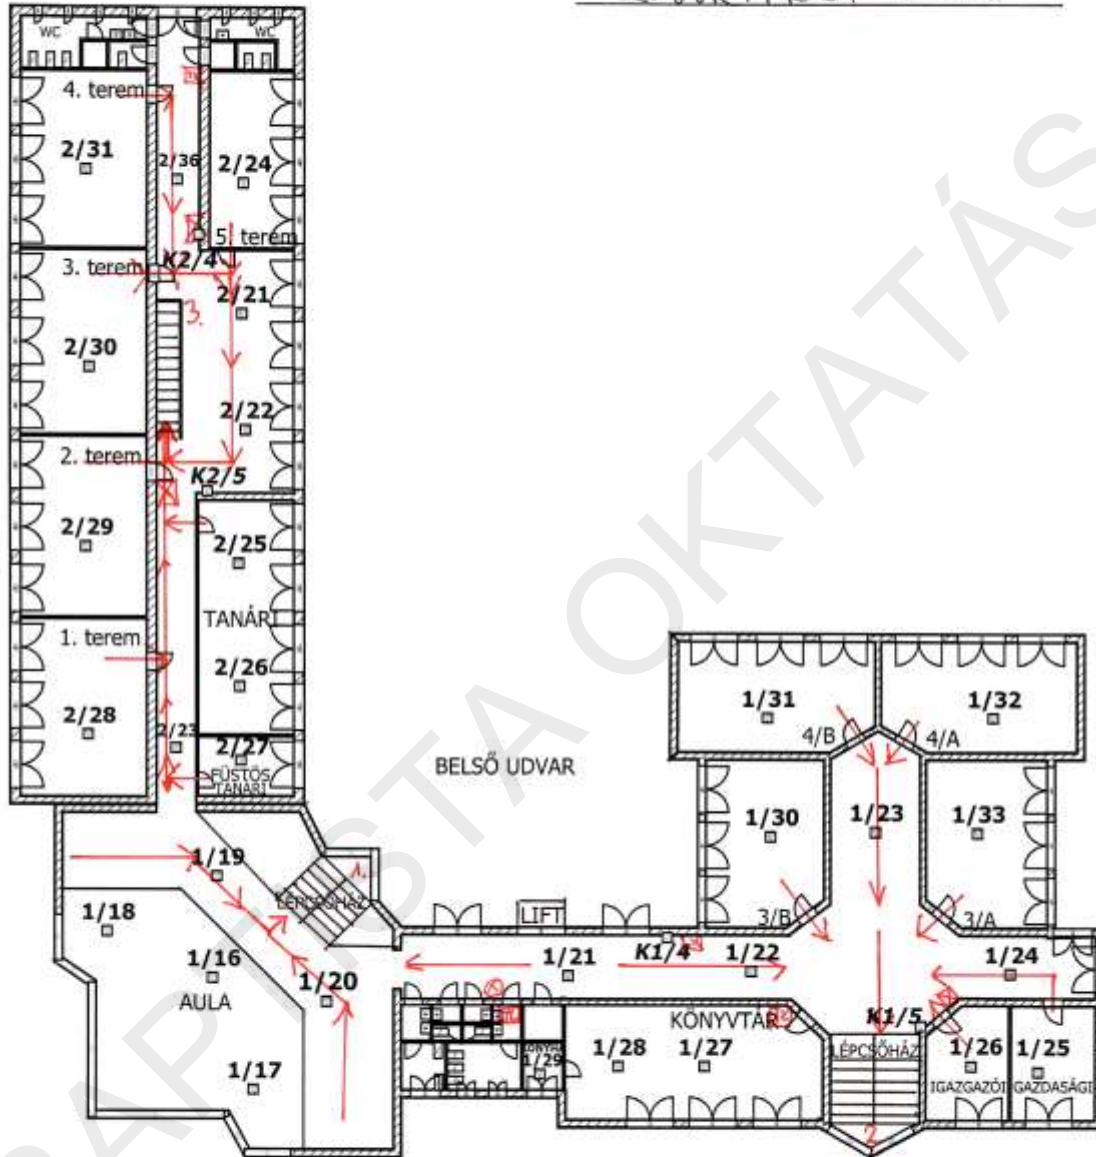 WC
WC
4. terem
2/31
2/36
2/24
5. terem
3. terem
K2/4
2/21
3.
2/30
2/22
2. terem
K2/5
2/29
2/25
TANÁRI
1. terem
2/26
2/28
2/23
2/27
FÜSTÖS
TANÁRI
BELSŐ UDVAR
1/31
1/32
4/B
4/A
1/30
1/23
1/33
1/19
1.
LÉPCSŐHÁZ
1/18
LIFT
3/B
3/A
1/16
1/20
AULA
1/21
K1/4
1/22
1/24
KÖNYVTÁR
K1/5
1/17
1/29
1/28
1/27
LÉPCSŐHÁZ
1/26
1/25
IGAZGAZÓI
GAZDASÁGI
2
BAPTISTA OKTATÁS